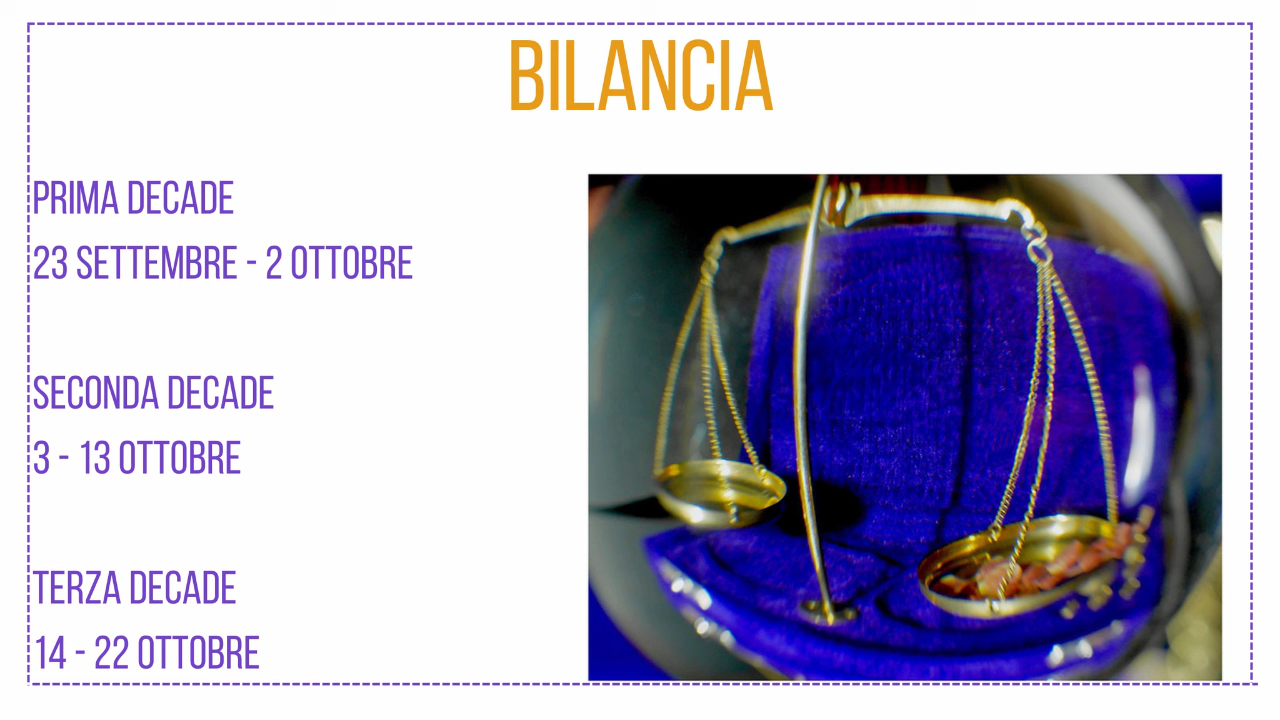 BILANCIA
PRIMA DECADE
23 SETTEMBRE - 2 OTTOBRE
SECONDA DECADE
3 - 13 OTTOBRE
TERZA DECADE
14 - 22 OTTOBRE